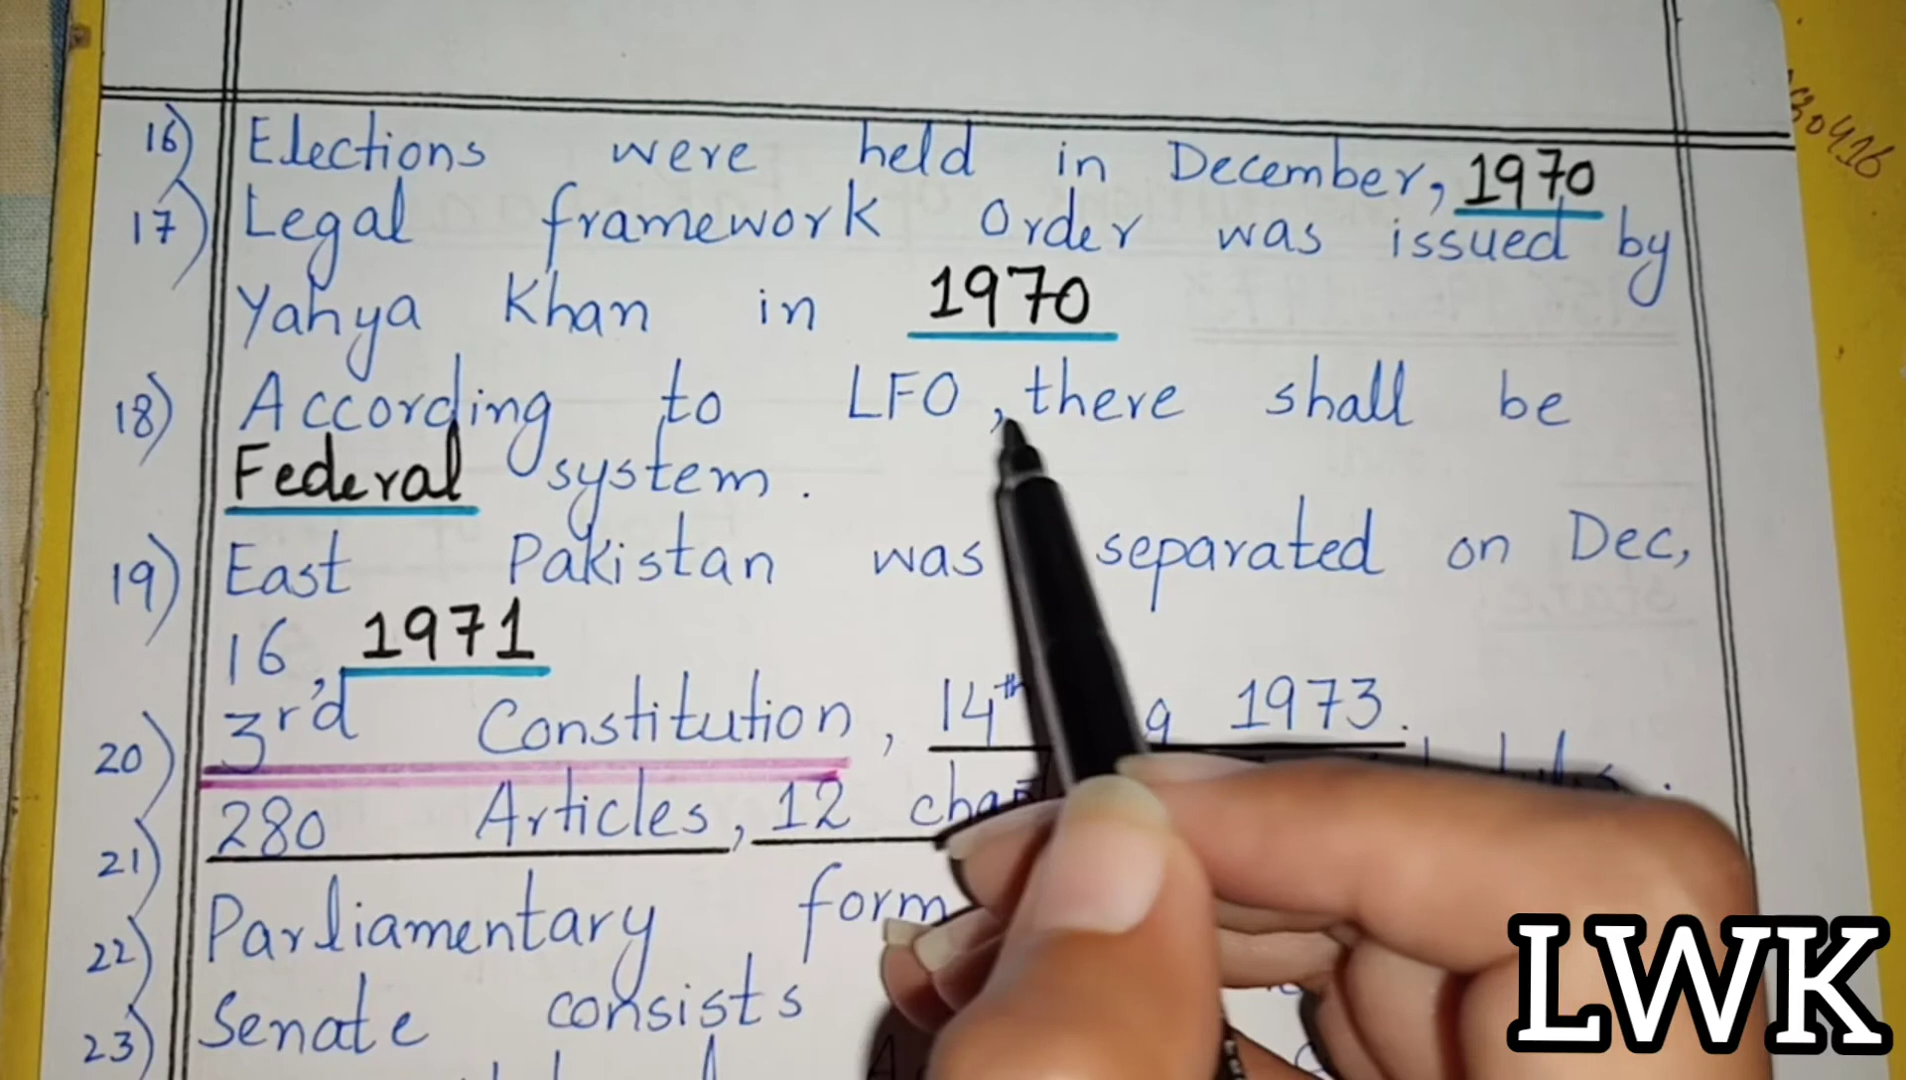 16) Elections were held in December, 1970
17) Legal framework Order was issued by
Yahya Khan in 1970
18) According to LFO, there shall be
Federal system.
19) East Pakistan was separated on Dec,
16, 1971
20) 3rd Constitution, 14th 1973.
21) 280 Articles, 12
22) Parliamentary form
23) Senate consists
LWK
30416